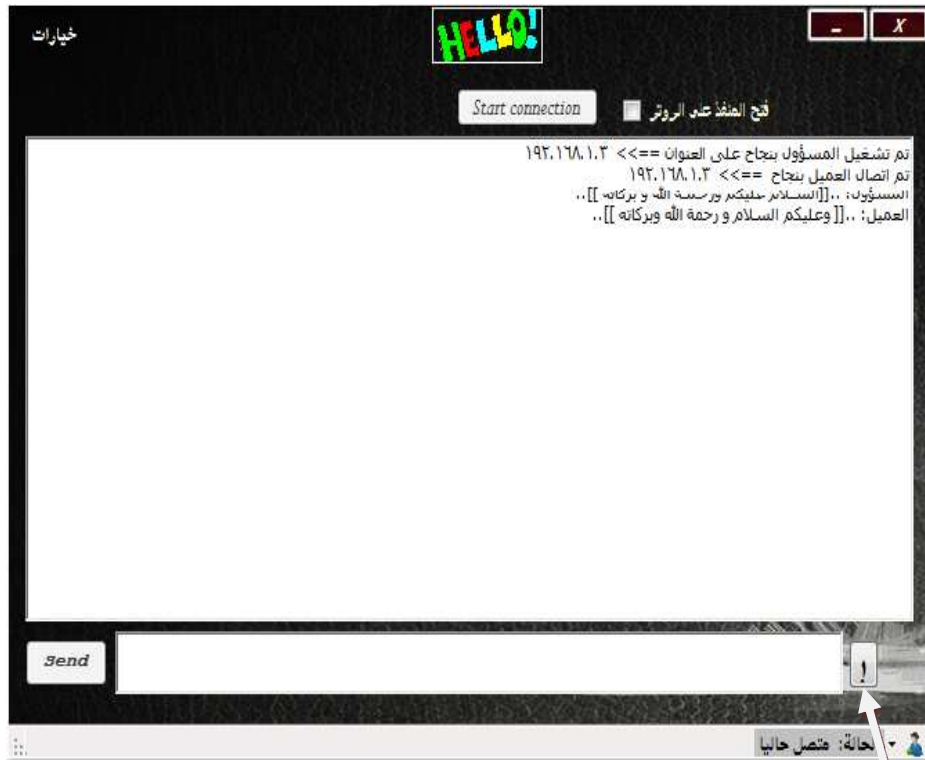 خيارات
HELLO!
- X
Start connection
فتح المنفذ على الروتر
تم تشغيل المسؤول بنجاح على العنوان ==>> ١٩٢.١٦٨.١.٣
تم اتصال العميل بنجاح ==>> ١٩٢.١٦٨.١.٣
المسؤول: ..[[السلام عليكم ورحمة الله و بركاته ]]..
العميل: ..[[ وعليكم السلام و رحمة الله وبركاته ]]..
Send
!
لحالة: متصل حاليا